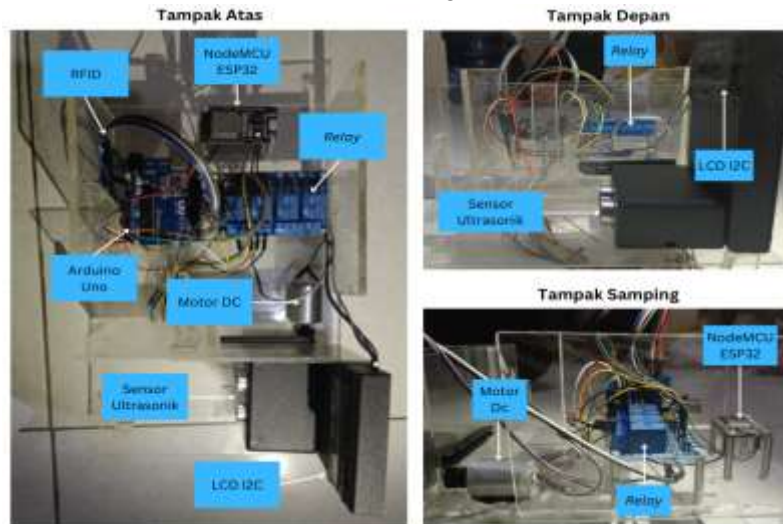 Tampak Atas
NodeMCU
ESP32
RFID
Relay
Arduino
Uno
Motor DC
Sensor
Ultrasonik
LCD I2C
Tampak Depan
Relay
LCD I2C
Sensor
Ultrasonik
Tampak Samping
NodeMCU
ESP32
Motor
Dc
Relay